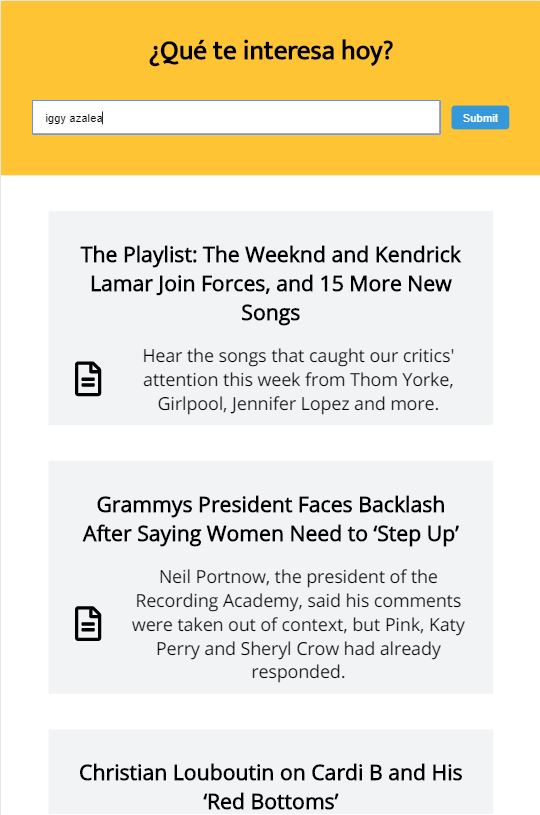 ¿Qué te interesa hoy?
iggy azalea
Submit
The Playlist: The Weeknd and Kendrick
Lamar Join Forces, and 15 More New
Songs
Hear the songs that caught our critics'
attention this week from Thom Yorke,
Girlpool, Jennifer Lopez and more.
Grammys President Faces Backlash
After Saying Women Need to ‘Step Up’
Neil Portnow, the president of the
Recording Academy, said his comments
were taken out of context, but Pink, Katy
Perry and Sheryl Crow had already
responded.
Christian Louboutin on Cardi B and His
‘Red Bottoms’